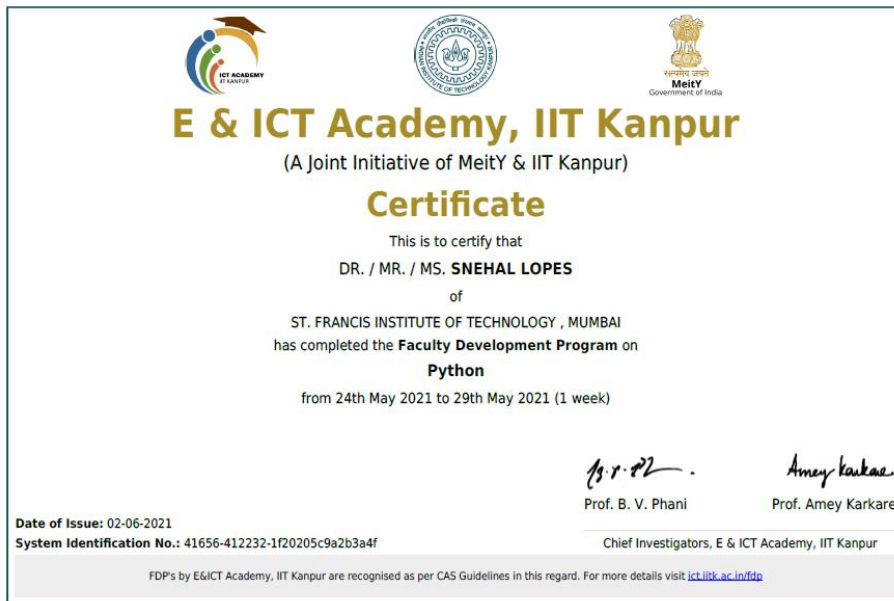 ICT ACADEMY
IIT KANPUR
INDIAN INSTITUTE OF TECHNOLOGY KANPUR
सत्यमेव जयते
MeitY
Government of India
E & ICT Academy, IIT Kanpur
(A Joint Initiative of MeitY & IIT Kanpur)
Certificate
This is to certify that
DR. / MR. / MS. SNEHAL LOPES
of
ST. FRANCIS INSTITUTE OF TECHNOLOGY , MUMBAI
has completed the Faculty Development Program on
Python
from 24th May 2021 to 29th May 2021 (1 week)
Amey Karkare
Prof. B. V. Phani
Prof. Amey Karkare
Date of Issue: 02-06-2021
System Identification No.: 41656-412232-1f20205c9a2b3a4f
Chief Investigators, E & ICT Academy, IIT Kanpur
FDP's by E&ICT Academy, IIT Kanpur are recognised as per CAS Guidelines in this regard. For more details visit ict.iitk.ac.in/fdp